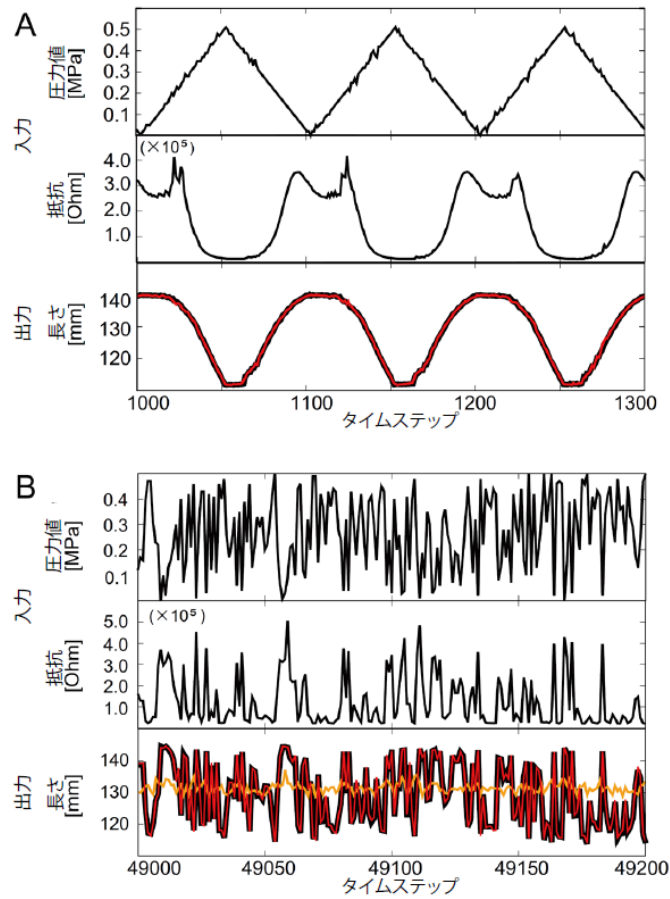 A
入力
圧力値
[MPa]
0.5
0.4
0.3
0.2
0.1
(×10⁵)
抵抗
[Ohm]
4.0
3.0
2.0
1.0
出力
長さ
[mm]
140
130
120
1000
1100
1200
1300
タイムステップ
B
入力
圧力値
[MPa]
0.4
0.3
0.2
0.1
(×10⁵)
抵抗
[Ohm]
5.0
4.0
3.0
2.0
1.0
出力
長さ
[mm]
140
130
120
49000
49050
49100
49150
49200
タイムステップ